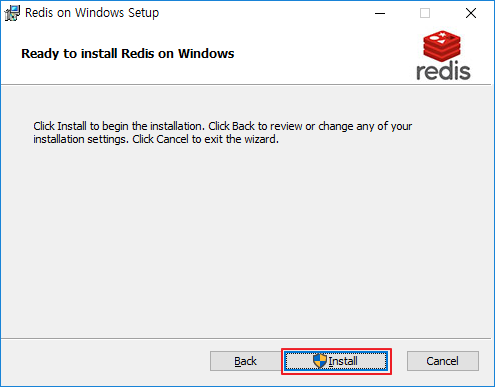 Redis on Windows Setup
Ready to install Redis on Windows
redis
Click Install to begin the installation. Click Back to review or change any of your
installation settings. Click Cancel to exit the wizard.
Back
Install
Cancel